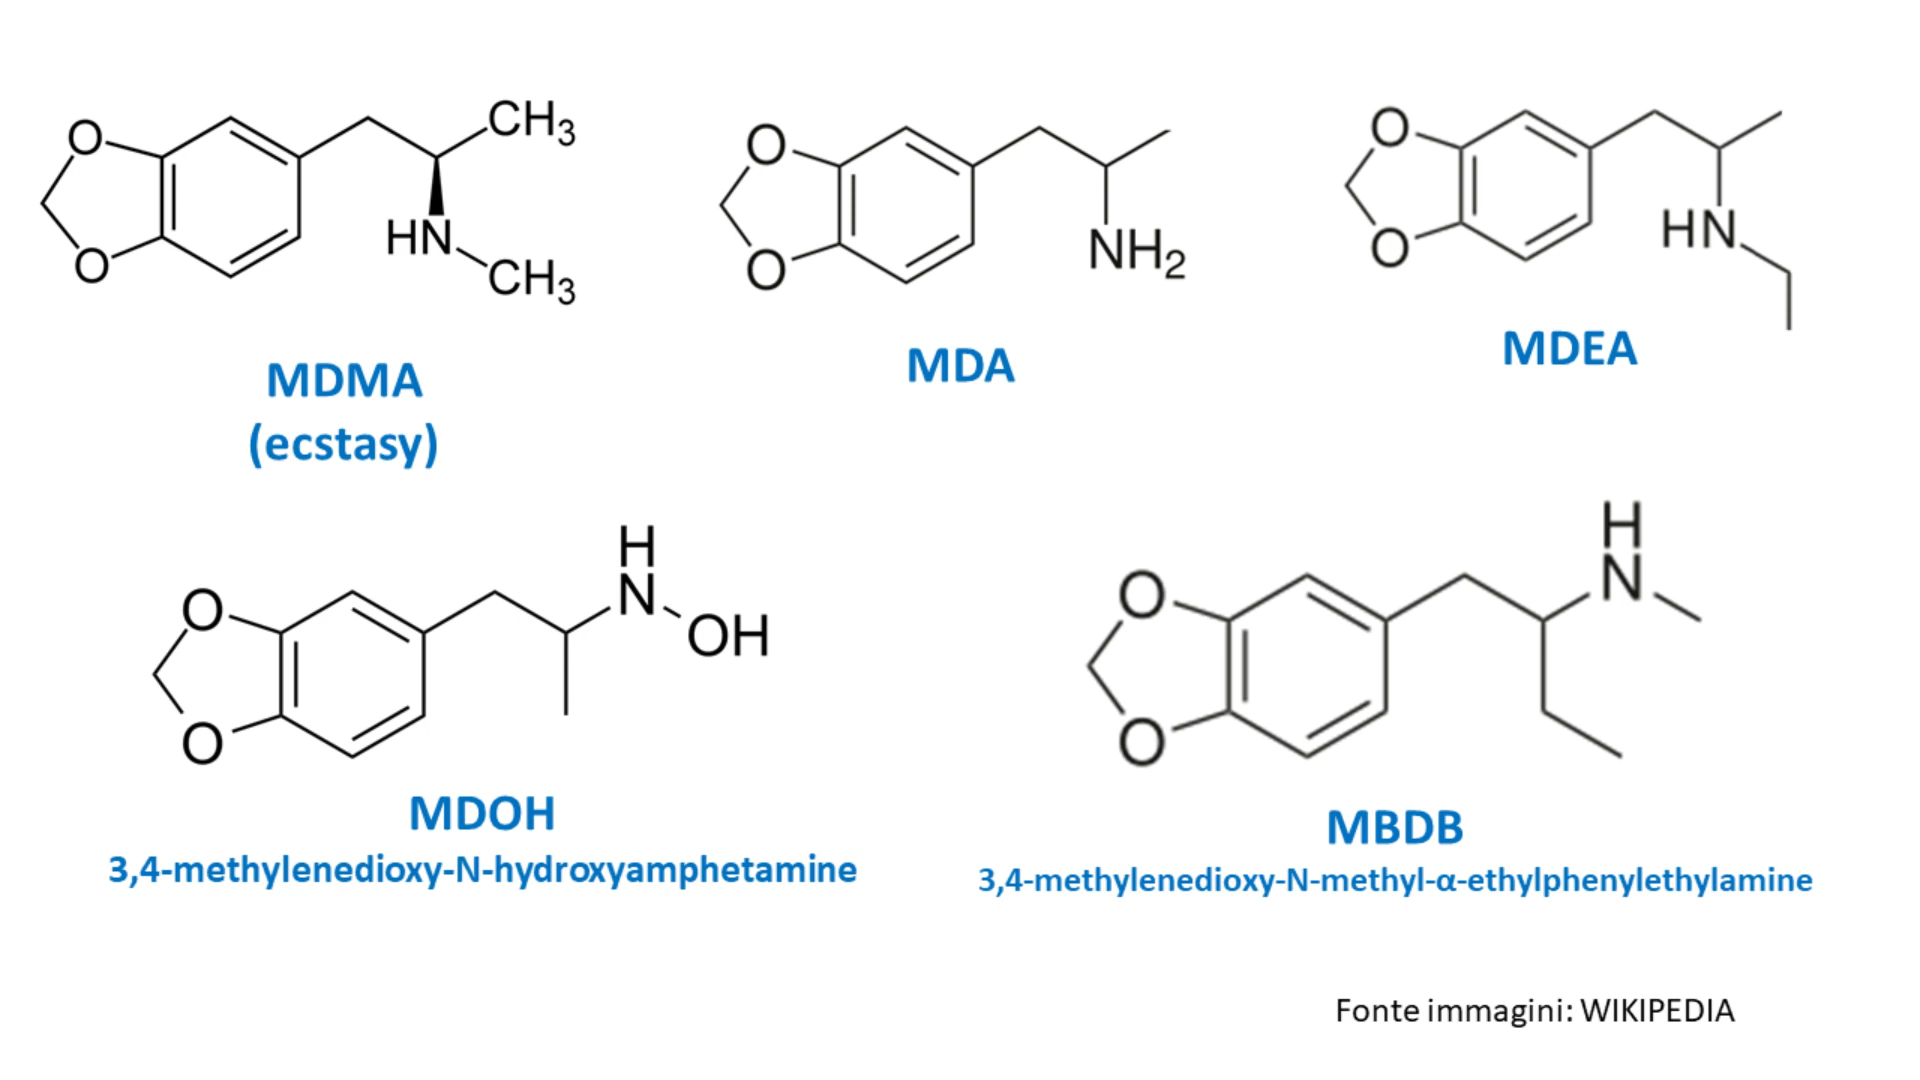 O
O
CH3
HN
CH3
MDMA
(ecstasy)
O
O
NH2
MDA
O
O
HN
MDEA
O
O
H
N
OH
MDOH
3,4-methylenedioxy-N-hydroxyamphetamine
O
O
H
N
MBDB
3,4-methylenedioxy-N-methyl-α-ethylphenylethylamine
Fonte immagini: WIKIPEDIA